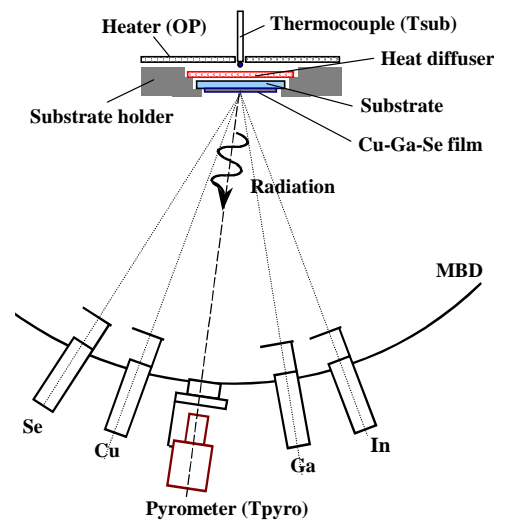 Heater (OP)
Thermocouple (Tsub)
Heat diffuser
Substrate
Substrate holder
Cu-Ga-Se film
Radiation
MBD
Se
Cu
Ga
In
Pyrometer (Tpyro)